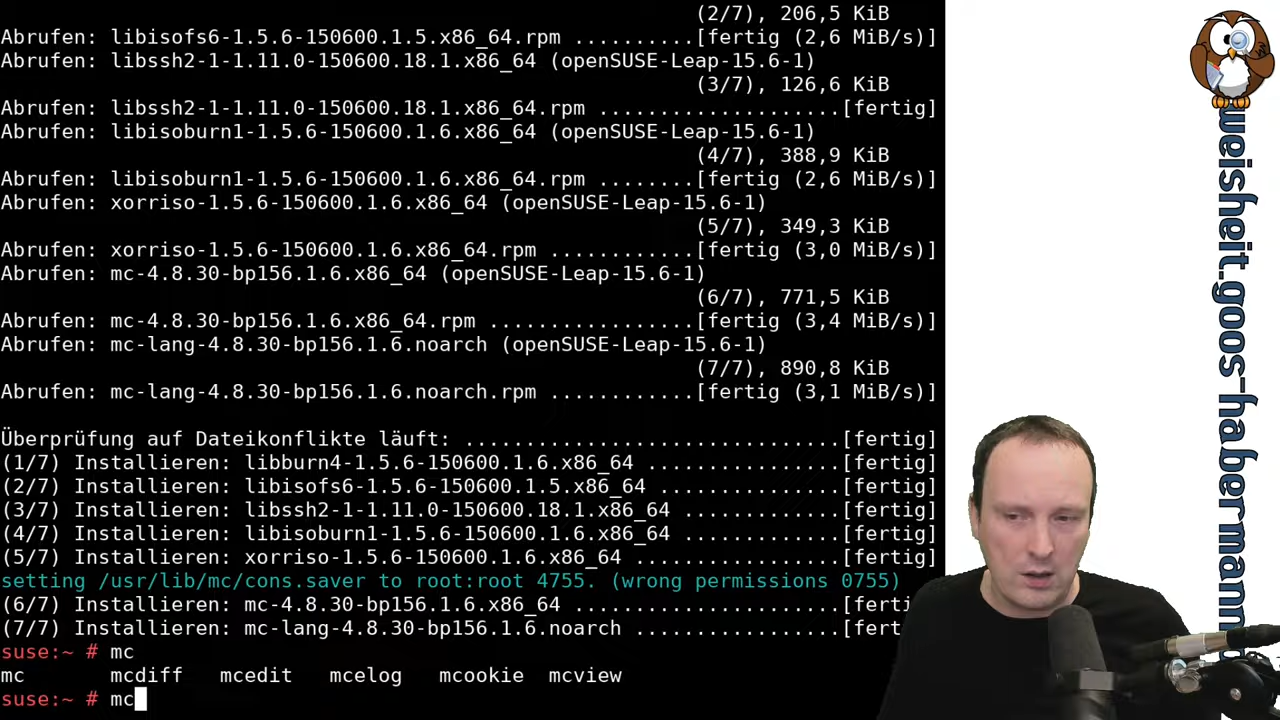 (2/7), 206,5 KiB
Abrufen: libisofs6-1.5.6-150600.1.5.x86_64.rpm ..........[fertig (2,6 MiB/s)]
Abrufen: libssh2-1-1.11.0-150600.18.1.x86_64 (openSUSE-Leap-15.6-1)
(3/7), 126,6 KiB
Abrufen: libssh2-1-1.11.0-150600.18.1.x86_64.rpm ......................[fertig]
Abrufen: libisoburn1-1.5.6-150600.1.6.x86_64 (openSUSE-Leap-15.6-1)
(4/7), 388,9 KiB
Abrufen: libisoburn1-1.5.6-150600.1.6.x86_64.rpm ........[fertig (2,6 MiB/s)]
Abrufen: xorriso-1.5.6-150600.1.6.x86_64 (openSUSE-Leap-15.6-1)
(5/7), 349,3 KiB
Abrufen: xorriso-1.5.6-150600.1.6.x86_64.rpm ............[fertig (3,0 MiB/s)]
Abrufen: mc-4.8.30-bp156.1.6.x86_64 (openSUSE-Leap-15.6-1)
(6/7), 771,5 KiB
Abrufen: mc-4.8.30-bp156.1.6.x86_64.rpm .................[fertig (3,4 MiB/s)]
Abrufen: mc-lang-4.8.30-bp156.1.6.noarch (openSUSE-Leap-15.6-1)
(7/7), 890,8 KiB
Abrufen: mc-lang-4.8.30-bp156.1.6.noarch.rpm ............[fertig (3,1 MiB/s)]
Überprüfung auf Dateikonflikte läuft: ...............................[fertig]
(1/7) Installieren: libburn4-1.5.6-150600.1.6.x86_64 ................[fertig]
(2/7) Installieren: libisofs6-1.5.6-150600.1.5.x86_64 ...............[fertig]
(3/7) Installieren: libssh2-1-1.11.0-150600.18.1.x86_64 .............[fertig]
(4/7) Installieren: libisoburn1-1.5.6-150600.1.6.x86_64 .............[fertig]
(5/7) Installieren: xorriso-1.5.6-150600.1.6.x86_64 .................[fertig]
setting /usr/lib/mc/cons.saver to root:root 4755. (wrong permissions 0755)
(6/7) Installieren: mc-4.8.30-bp156.1.6.x86_64 ......................[ferti
(7/7) Installieren: mc-lang-4.8.30-bp156.1.6.noarch .................[fert
suse:~ # mc
mc mcdiff mcedit mcelog mcookie mcview
suse:~ # mc
weisheit.goos-habermann